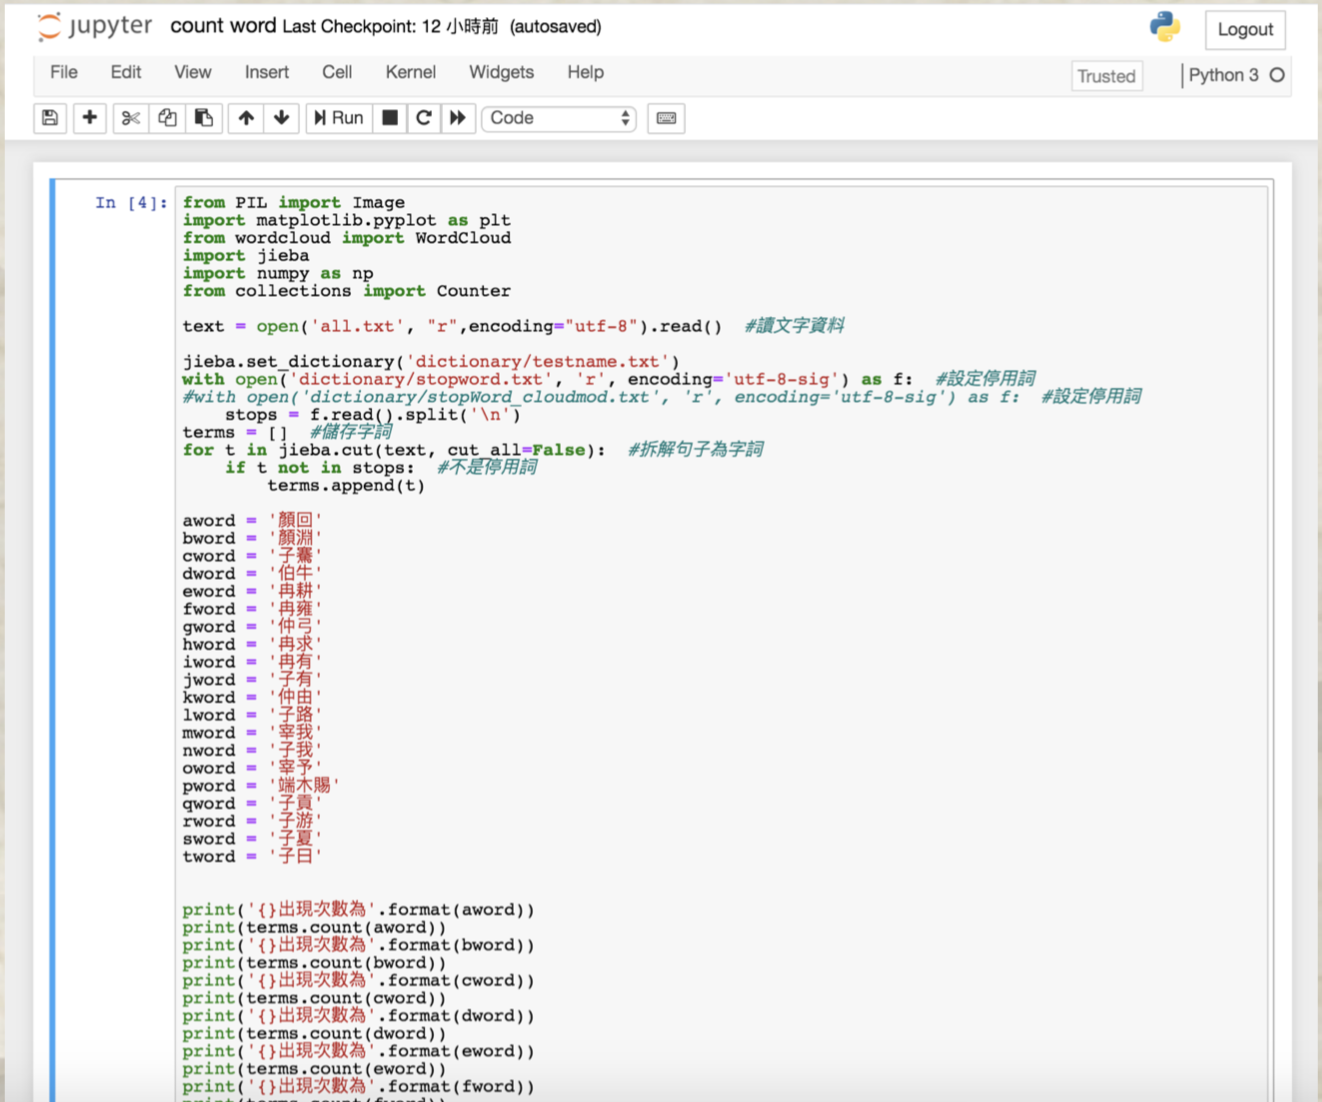 jupyter count word Last Checkpoint: 12 小時前 (autosaved)
Logout
File Edit View Insert Cell Kernel Widgets Help
Trusted
Python 3
Run
Code
In [4]:
from PIL import Image
import matplotlib.pyplot as plt
from wordcloud import WordCloud
import jieba
import numpy as np
from collections import Counter
text = open('all.txt', "r",encoding="utf-8").read()  #讀文字資料
jieba.set_dictionary('dictionary/testname.txt')
with open('dictionary/stopword.txt', 'r', encoding='utf-8-sig') as f:  #設定停用詞
#with open('dictionary/stopWord_cloudmod.txt', 'r', encoding='utf-8-sig') as f:  #設定停用詞
    stops = f.read().split('\n')
terms = []  #儲存字詞
for t in jieba.cut(text, cut_all=False):  #拆解句子為字詞
    if t not in stops:  #不是停用詞
        terms.append(t)
aword = '顏回'
bword = '顏淵'
cword = '子騫'
dword = '伯牛'
eword = '冉耕'
fword = '冉雍'
gword = '仲弓'
hword = '冉求'
iword = '冉有'
jword = '子有'
kword = '仲由'
lword = '子路'
mword = '宰我'
nword = '子我'
oword = '宰予'
pword = '端木賜'
qword = '子貢'
rword = '子游'
sword = '子夏'
tword = '子曰'
print('{}出現次數為'.format(aword))
print(terms.count(aword))
print('{}出現次數為'.format(bword))
print(terms.count(bword))
print('{}出現次數為'.format(cword))
print(terms.count(cword))
print('{}出現次數為'.format(dword))
print(terms.count(dword))
print('{}出現次數為'.format(eword))
print(terms.count(eword))
print('{}出現次數為'.format(fword))